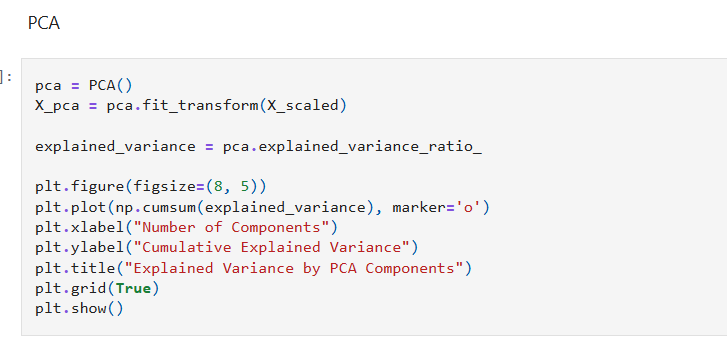 PCA
]:
pca = PCA()
X_pca = pca.fit_transform(X_scaled)
explained_variance = pca.explained_variance_ratio_
plt.figure(figsize=(8, 5))
plt.plot(np.cumsum(explained_variance), marker='o')
plt.xlabel("Number of Components")
plt.ylabel("Cumulative Explained Variance")
plt.title("Explained Variance by PCA Components")
plt.grid(True)
plt.show()